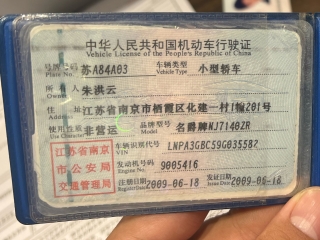 中华人民共和国机动车行驶证
Vehicle License of the People's Republic of China
号牌号码 苏A84A03 车辆类型 小型轿车
Plate No. Vehicle Type
所有人 朱洪云
Owner
住址 江苏省南京市栖霞区化建一村1幢201号
Address
使用性质 非营运 品牌型号 名爵牌NJ7140ZR
Use Character Model
江苏省南京 车辆识别代号 LNPA3GBC59G035582
VIN
市公安局 发动机号码 9005416
Engine No.
交通管理局 注册日期 2009-06-18 发证日期 2009-06-18
Register Date Issue Date